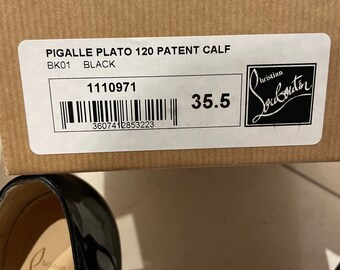 PIGALLE PLATO 120 PATENT CALF
BK01 BLACK
1110971
35.5
3607412853223
Christian
Louboutin